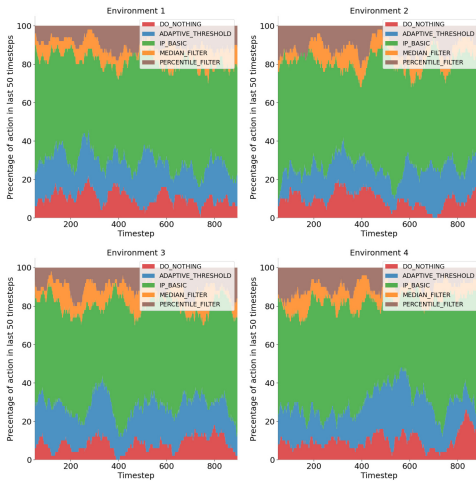 Environment 1
Precentage of action in last 50 timesteps
100
80
60
40
20
0
DO_NOTHING
ADAPTIVE_THRESHOLD
IP_BASIC
MEDIAN_FILTER
PERCENTILE_FILTER
200
400
600
800
Timestep
Environment 2
Precentage of action in last 50 timesteps
100
80
60
40
20
0
DO_NOTHING
ADAPTIVE_THRESHOLD
IP_BASIC
MEDIAN_FILTER
PERCENTILE_FILTER
200
400
600
800
Timestep
Environment 3
Precentage of action in last 50 timesteps
100
80
60
40
20
0
DO_NOTHING
ADAPTIVE_THRESHOLD
IP_BASIC
MEDIAN_FILTER
PERCENTILE_FILTER
200
400
600
800
Timestep
Environment 4
Precentage of action in last 50 timesteps
100
80
60
40
20
0
DO_NOTHING
ADAPTIVE_THRESHOLD
IP_BASIC
MEDIAN_FILTER
PERCENTILE_FILTER
200
400
600
800
Timestep